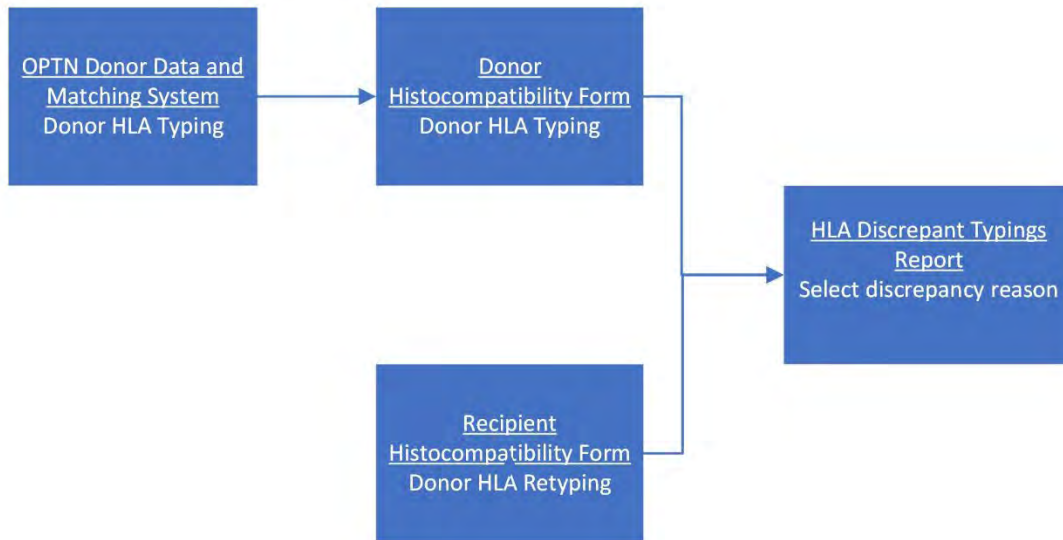 OPTN Donor Data and
Matching System
Donor HLA Typing
Donor
Histocompatibility Form
Donor HLA Typing
HLA Discrepant Typings
Report
Select discrepancy reason
Recipient
Histocompatibility Form
Donor HLA Retyping